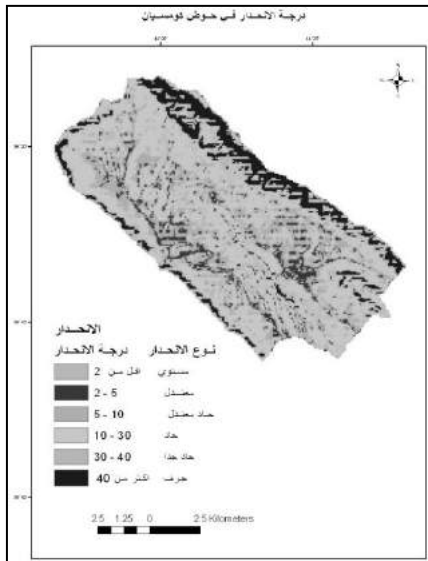 درجة الانحدار في حوض كومسبان
الانحدار
نوع الانحدار درجة الانحدار
مستوي اقل من 2
معتدل 2 - 5
حاد معتدل 5 - 10
حاد 10 - 30
حاد جدا 30 - 40
جرف اكثر من 40
2.5 1.25 0 2.5 Kilometers